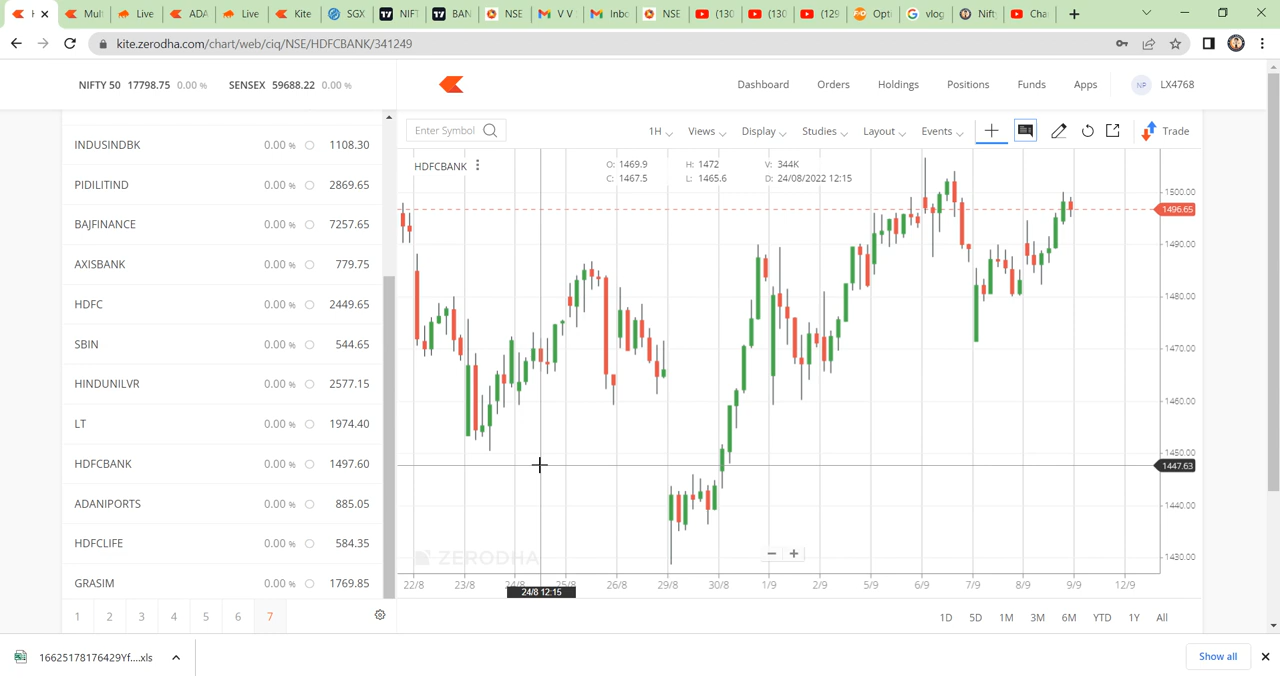 H
Mult
Live
ADA
Live
Kite
SGX
NIFT
BAN
NSE
V V
Inbo
NSE
(130
(130
(129
Opti
vlog
Nift
Cha
kite.zerodha.com/chart/web/ciq/NSE/HDFCBANK/341249
NIFTY 50 17798.75 0.00 % SENSEX 59688.22 0.00 %
Dashboard Orders Holdings Positions Funds Apps NP LX4768
INDUSINDBK 0.00 % 1108.30
PIDILITIND 0.00 % 2869.65
BAJFINANCE 0.00 % 7257.65
AXISBANK 0.00 % 779.75
HDFC 0.00 % 2449.65
SBIN 0.00 % 544.65
HINDUNILVR 0.00 % 2577.15
LT 0.00 % 1974.40
HDFCBANK 0.00 % 1497.60
ADANIPORTS 0.00 % 885.05
HDFCLIFE 0.00 % 584.35
GRASIM 0.00 % 1769.85
1 2 3 4 5 6 7
Enter Symbol 1H Views Display Studies Layout Events Trade
HDFCBANK
O: 1469.9 H: 1472 V: 344K
C: 1467.5 L: 1465.6 D: 24/08/2022 12:15
1500.00
1496.65
1490.00
1480.00
1470.00
1460.00
1450.00
1447.63
1440.00
1430.00
ZERODHA
22/8 23/8 24/8 25/8 26/8 29/8 30/8 1/9 2/9 5/9 6/9 7/9 8/9 9/9 12/9
24/8 12:15
1D 5D 1M 3M 6M YTD 1Y All
16625178176429Yf....xls
Show all